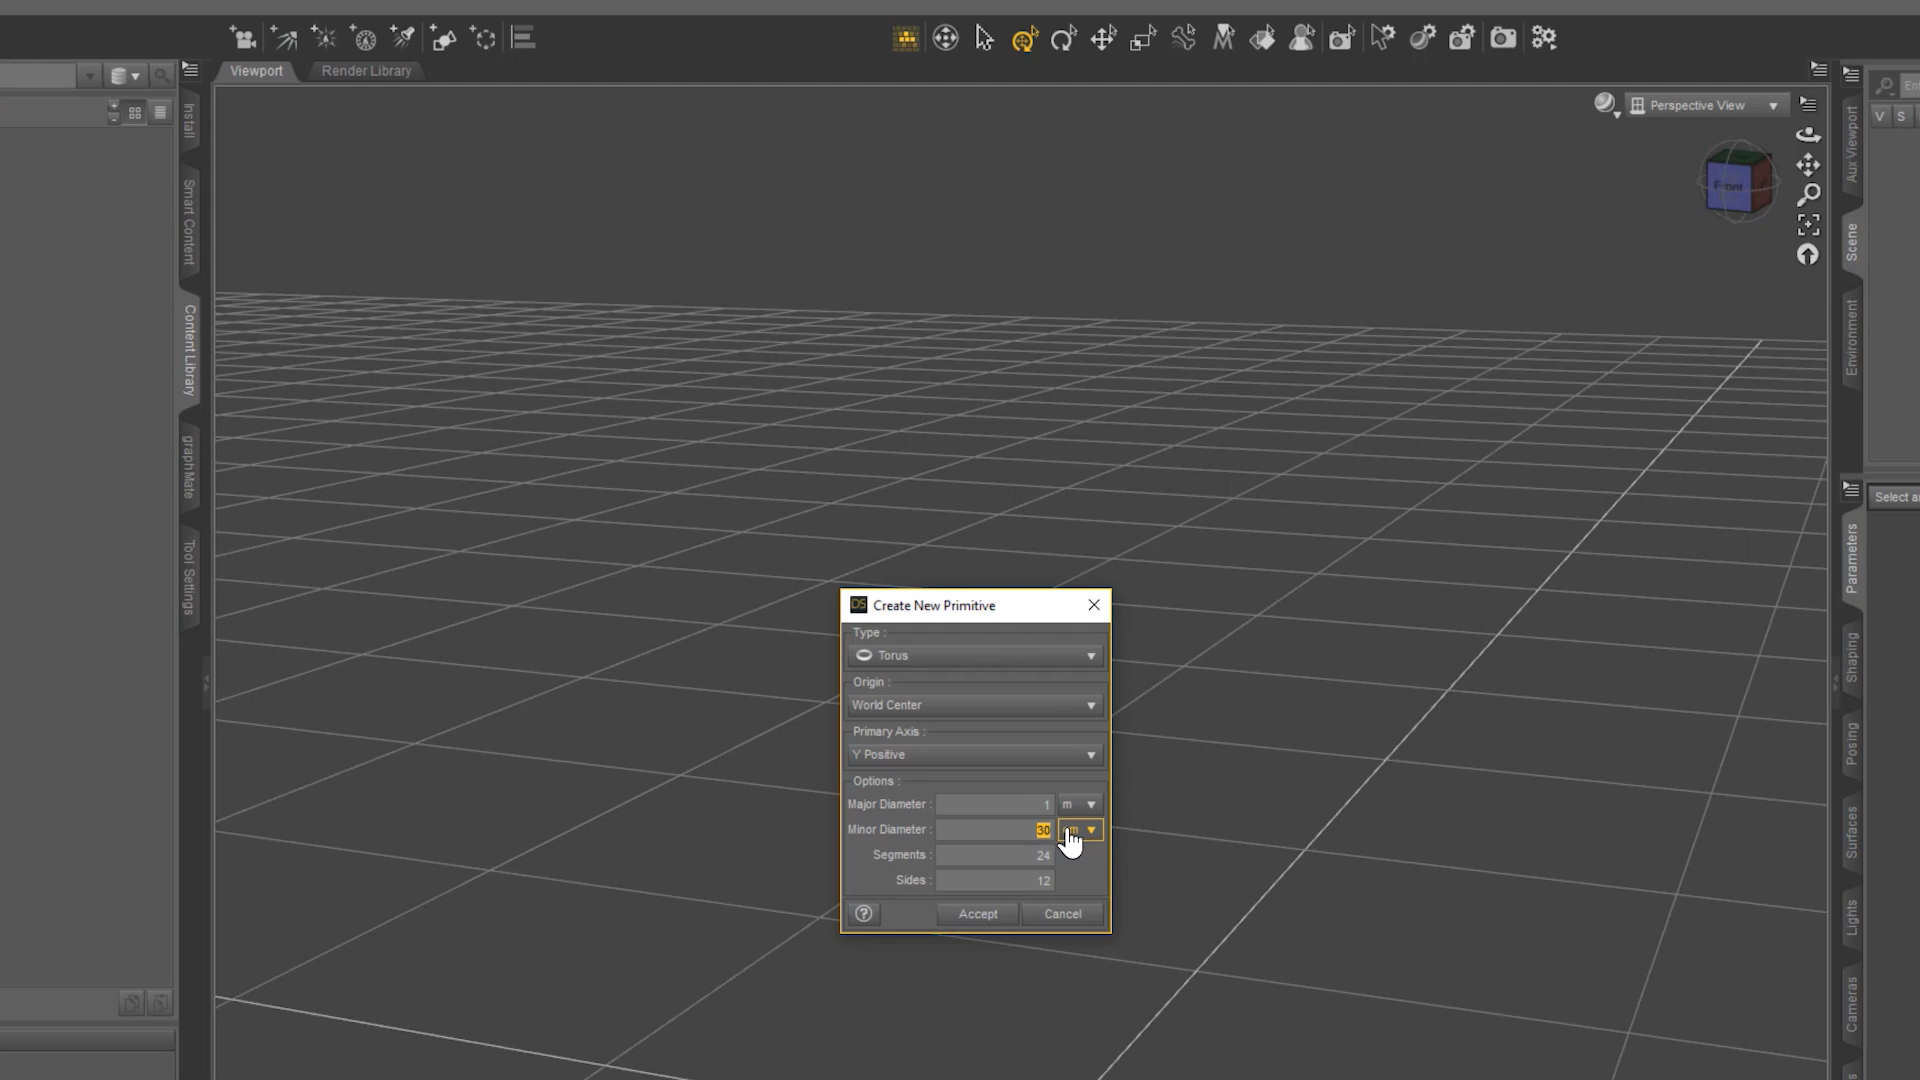 Viewport
Render Library
Perspective View
Front
V S
Install
Smart Content
Content Library
graphMate
Tool Settings
Aux Viewport
Scene
Environment
Parameters
Shaping
Posing
Surfaces
Lights
Cameras
Create New Primitive
Type :
Torus
Origin :
World Center
Primary Axis :
Y Positive
Options :
Major Diameter : 1 m
Minor Diameter : 30
Segments : 24
Sides : 12
? Accept Cancel